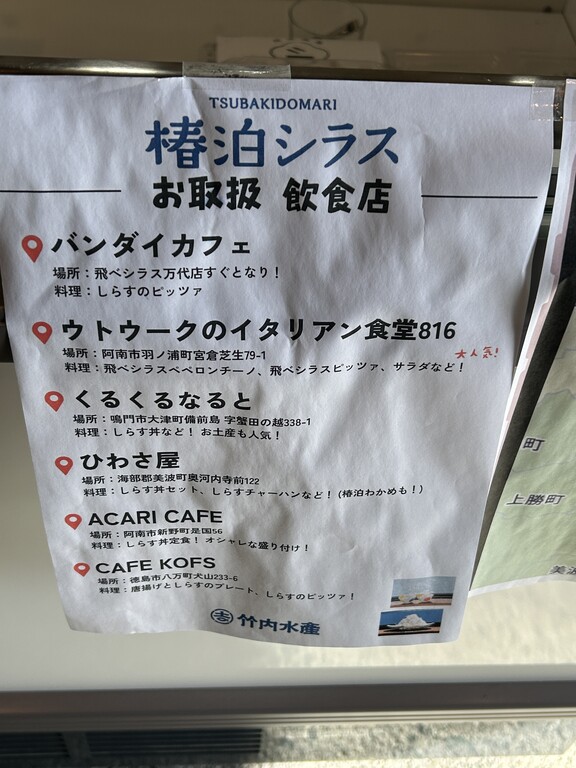 TSUBAKIDOMARI
椿泊シラス
お取扱 飲食店
バンダイカフェ
場所：飛べシラス万代店すぐとなり！
料理：しらすのピッツァ
ウトウークのイタリアン食堂816
場所：阿南市羽ノ浦町宮倉芝生79-1
大人気！
料理：飛べシラスペペロンチーノ、飛べシラスピッツァ、サラダなど！
くるくるなると
場所：鳴門市大津町備前島 字蟹田の越338-1
料理：しらす丼など！ お土産も人気！
ひわさ屋
場所：海部郡美波町奥河内寺前122
料理：しらす丼セット、しらすチャーハンなど！（椿泊わかめも！）
ACARI CAFE
場所：阿南市新野町是国56
料理：しらす丼定食！ オシャレな盛り付け！
CAFE KOFS
場所：徳島市八万町犬山233-6
料理：唐揚げとしらすのプレート、しらすのピッツァ！
吉 竹内水産
町
上勝町
美波